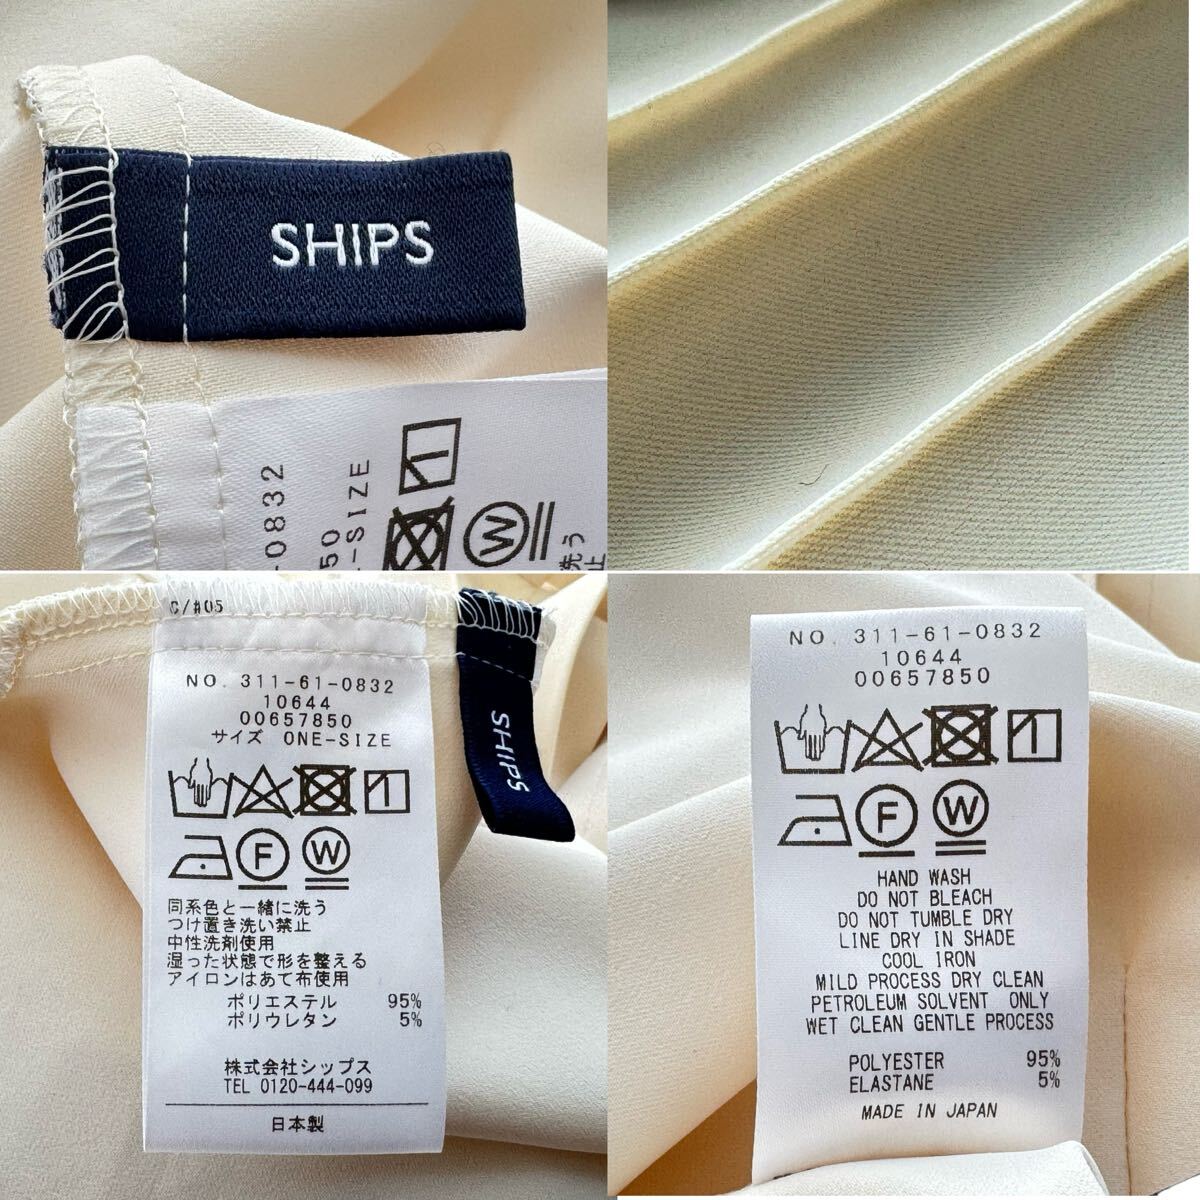 SHIPS
-0832
50
-SIZE
W
洗う
止
C/#05
NO. 311-61-0832
10644
00657850
サイズ ONE-SIZE
F W
同系色と一緒に洗う
つけ置き洗い禁止
中性洗剤使用
湿った状態で形を整える
アイロンはあて布使用
ポリエステル 95%
ポリウレタン 5%
株式会社シップス
TEL 0120-444-099
日本製
SHIPS
NO. 311-61-0832
10644
00657850
F W
HAND WASH
DO NOT BLEACH
DO NOT TUMBLE DRY
LINE DRY IN SHADE
COOL IRON
MILD PROCESS DRY CLEAN
PETROLEUM SOLVENT ONLY
WET CLEAN GENTLE PROCESS
POLYESTER 95%
ELASTANE 5%
MADE IN JAPAN